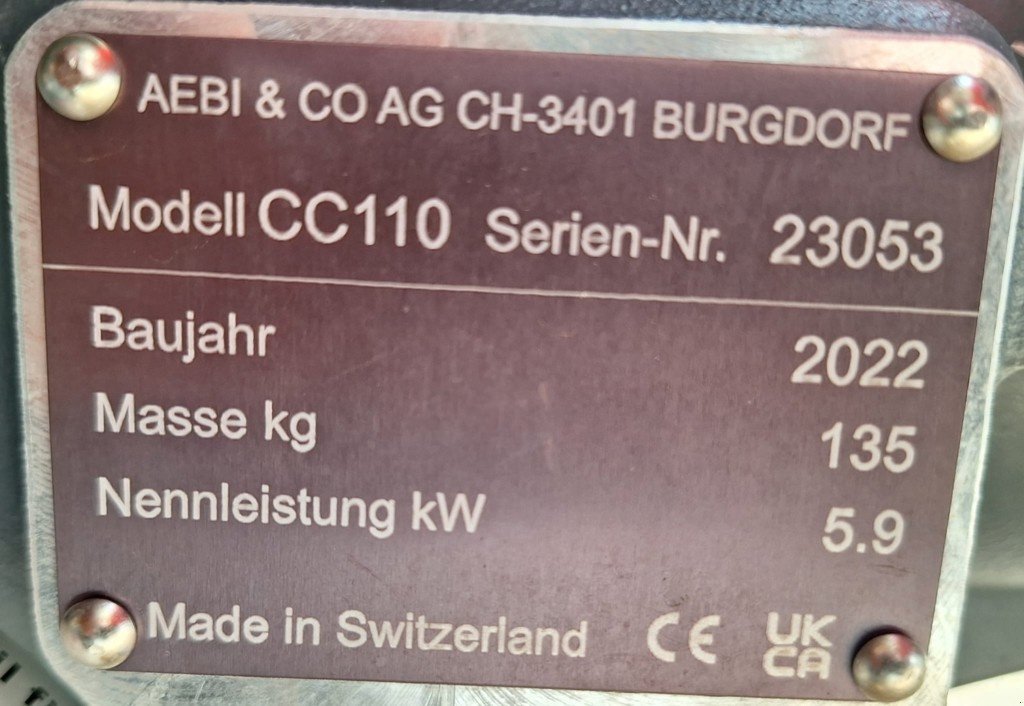 AEBI & CO AG CH-3401 BURGDORF
Modell CC110 Serien-Nr. 23053
Baujahr 2022
Masse kg 135
Nennleistung kW 5.9
Made in Switzerland CE UK CA